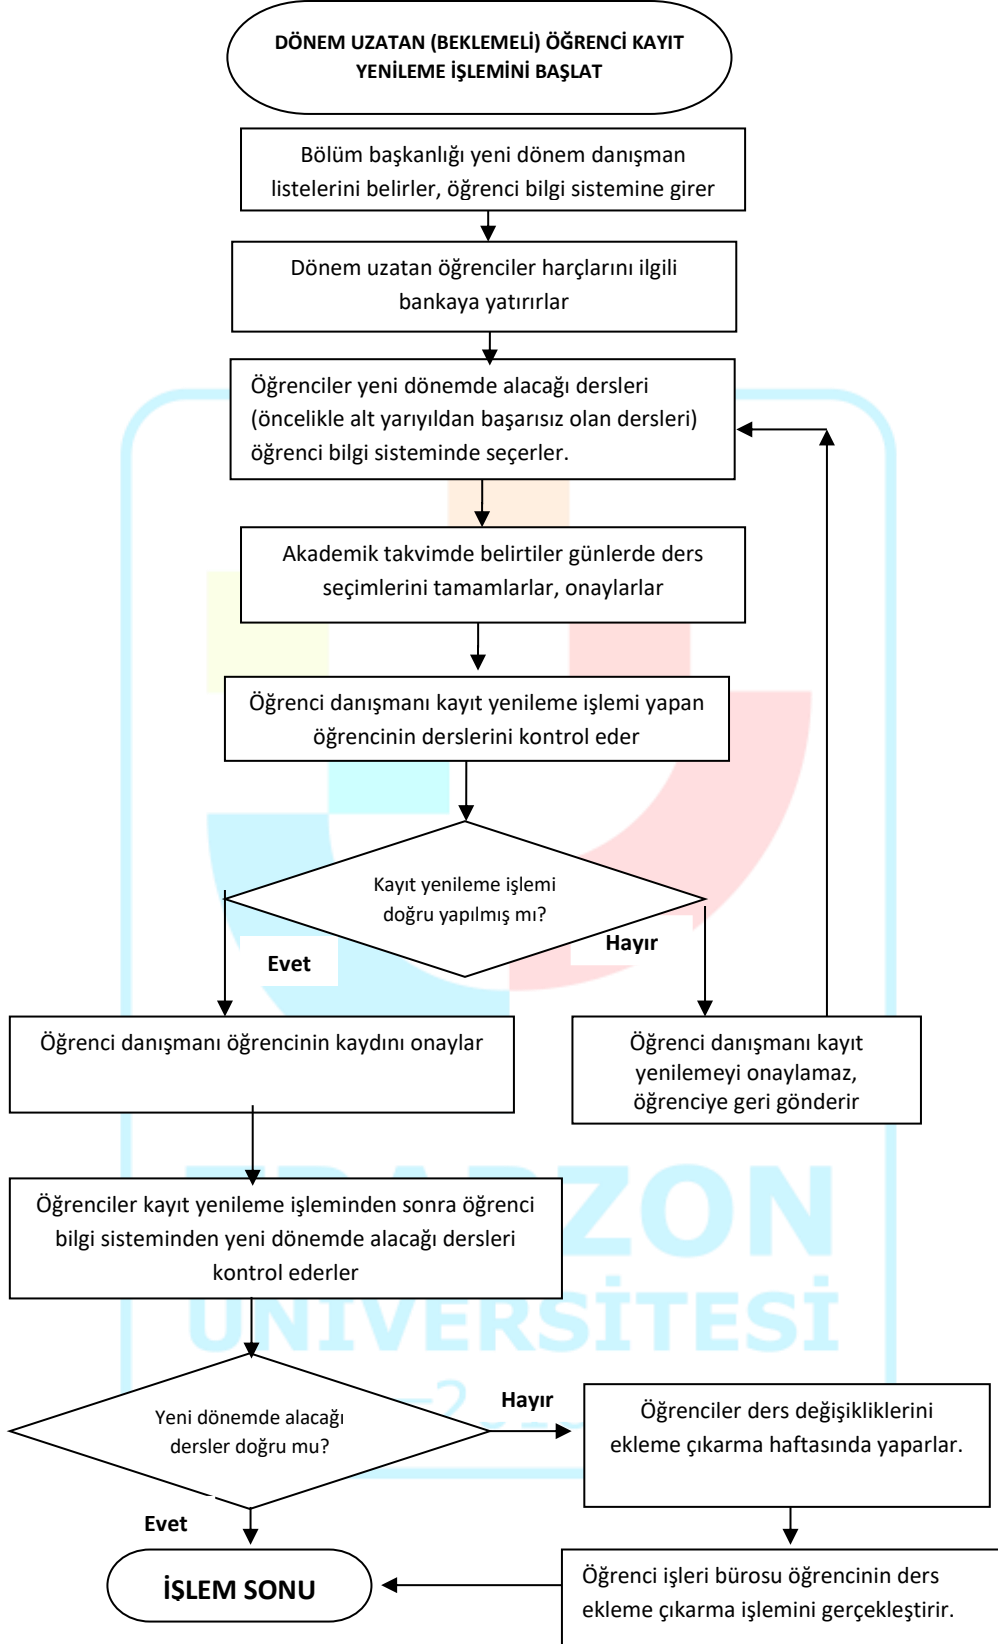 DÖNEM UZATAN (BEKLEMELİ) ÖĞRENCİ KAYIT
YENİLEME İŞLEMİNİ BAŞLAT
Bölüm başkanlığı yeni dönem danışman
listelerini belirler, öğrenci bilgi sistemine girer
Dönem uzatan öğrenciler harçlarını ilgili
bankaya yatırırlar
Öğrenciler yeni dönemde alacağı dersleri
(öncelikle alt yarıyıldan başarısız olan dersleri)
öğrenci bilgi sisteminde seçerler.
Akademik takvimde belirtiler günlerde ders
seçimlerini tamamlarlar, onaylarlar
Öğrenci danışmanı kayıt yenileme işlemi yapan
öğrencinin derslerini kontrol eder
Kayıt yenileme işlemi
doğru yapılmış mı?
Hayır
Evet
Öğrenci danışmanı öğrencinin kaydını onaylar
Öğrenci danışmanı kayıt
yenilemeyi onaylamaz,
öğrenciye geri gönderir
ZON
Öğrenciler kayıt yenileme işleminden sonra öğrenci
bilgi sisteminden yeni dönemde alacağı dersleri
kontrol ederler
ÜNİVERSİTESİ
Yeni dönemde alacağı
dersler doğru mu?
Hayır
Öğrenciler ders değişikliklerini
ekleme çıkarma haftasında yaparlar.
Evet
İŞLEM SONU
Öğrenci işleri bürosu öğrencinin ders
ekleme çıkarma işlemini gerçekleştirir.